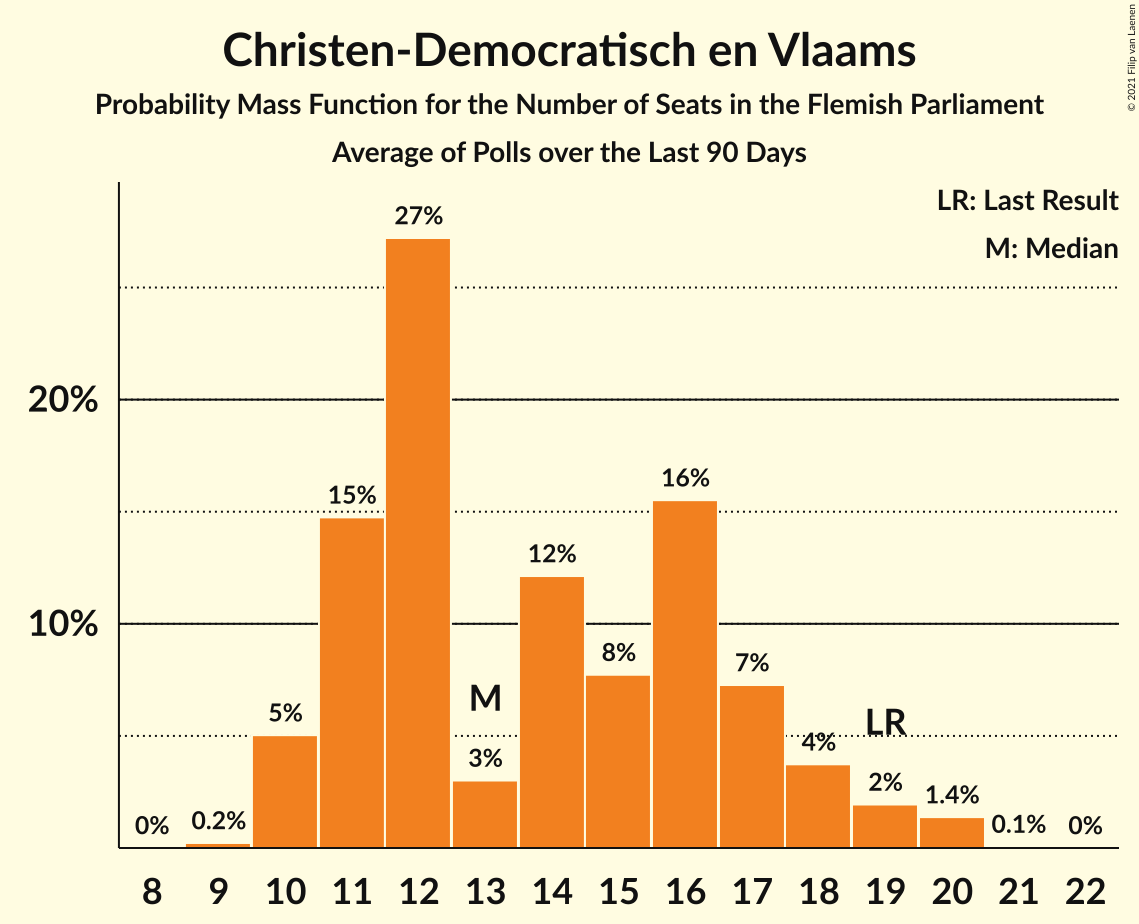 Christen-Democratisch en Vlaams
Probability Mass Function for the Number of Seats in the Flemish Parliament
Average of Polls over the Last 90 Days
© 2021 Filip van Laenen
LR: Last Result
M: Median
20%
10%
0%
0.2%
5%
15%
27%
M
3%
12%
8%
16%
7%
4%
LR
2%
1.4%
0.1%
0%
8 9 10 11 12 13 14 15 16 17 18 19 20 21 22